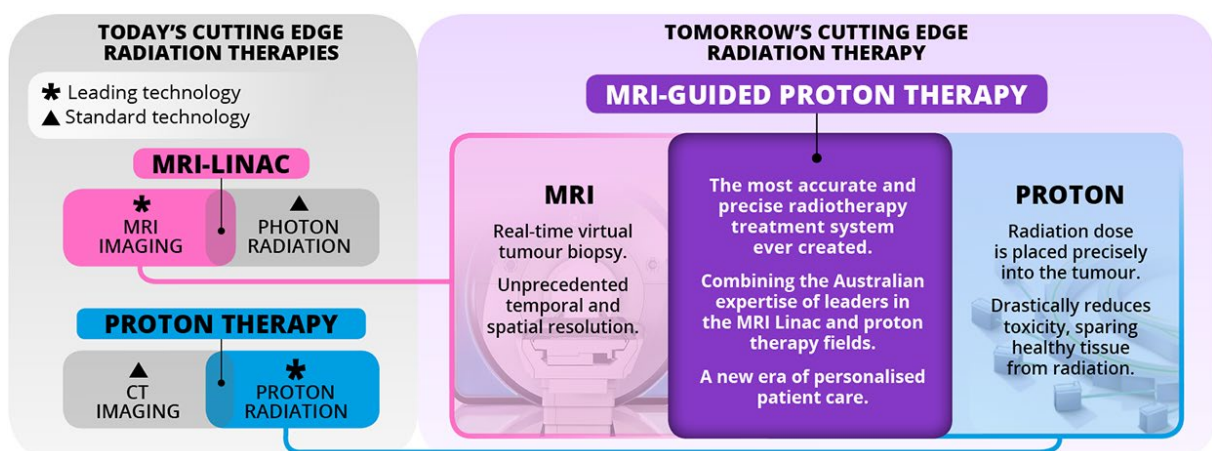 TODAY'S CUTTING EDGE
RADIATION THERAPIES
* Leading technology
▲ Standard technology
MRI-LINAC
*
MRI
IMAGING
▲
PHOTON
RADIATION
PROTON THERAPY
▲
CT
IMAGING
*
PROTON
RADIATION
TOMORROW'S CUTTING EDGE
RADIATION THERAPY
MRI-GUIDED PROTON THERAPY
MRI
Real-time virtual
tumour biopsy.
Unprecedented
temporal and
spatial resolution.
The most accurate and
precise radiotherapy
treatment system
ever created.
Combining the Australian
expertise of leaders in
the MRI Linac and proton
therapy fields.
A new era of personalised
patient care.
PROTON
Radiation dose
is placed precisely
into the tumour.
Drastically reduces
toxicity, sparing
healthy tissue
from radiation.